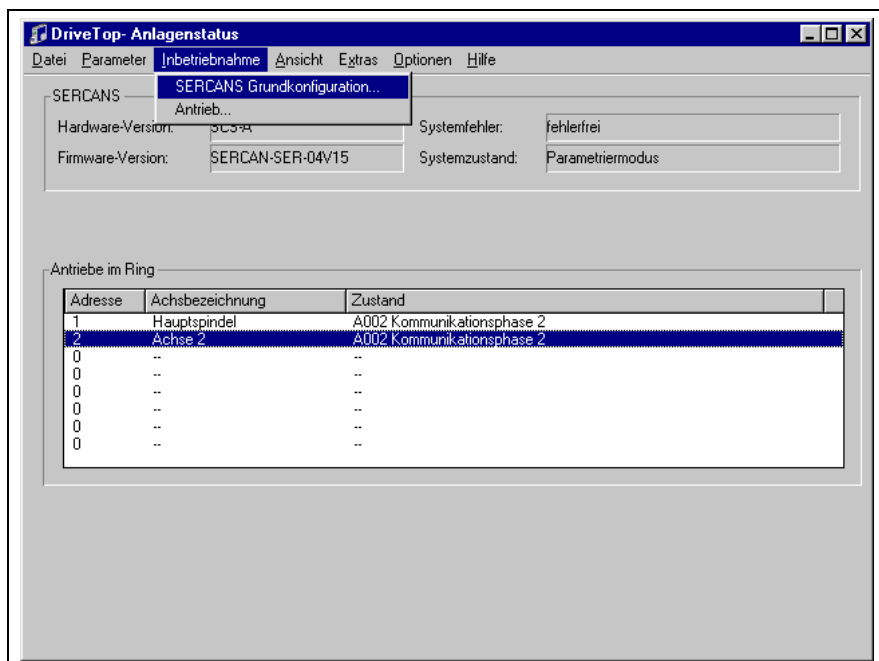 DriveTop- Anlagenstatus
Datei Parameter Inbetriebnahme Ansicht Extras Optionen Hilfe
SERCANS Grundkonfiguration...
Antrieb...
SERCANS
Hardware-Version: SCS-A Systemfehler: fehlerfrei
Firmware-Version: SERCAN-SER-04V15 Systemzustand: Parametriermodus
Antriebe im Ring
Adresse Achsbezeichnung Zustand
1 Hauptspindel A002 Kommunikationsphase 2
2 Achse 2 A002 Kommunikationsphase 2
0 -- --
0 -- --
0 -- --
0 -- --
0 -- --
0 -- --